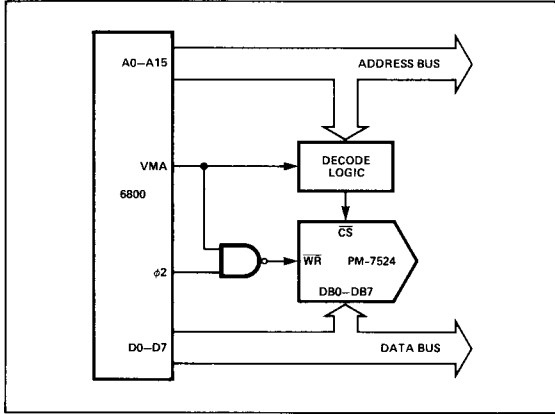 A0–A15
ADDRESS BUS
VMA
DECODE
LOGIC
6800
CS
WR
PM-7524
ϕ2
DB0–DB7
D0–D7
DATA BUS